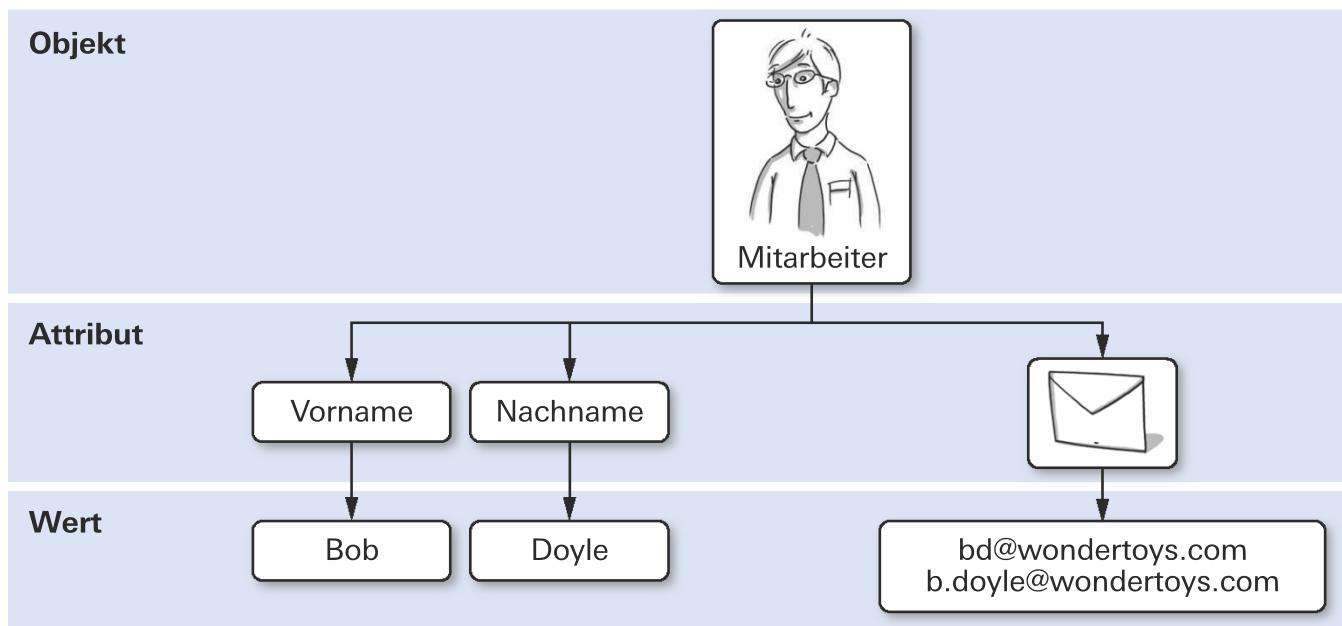 Objekt
Mitarbeiter
Attribut
Vorname
Nachname
Wert
Bob
Doyle
bd@wondertoys.com
b.doyle@wondertoys.com